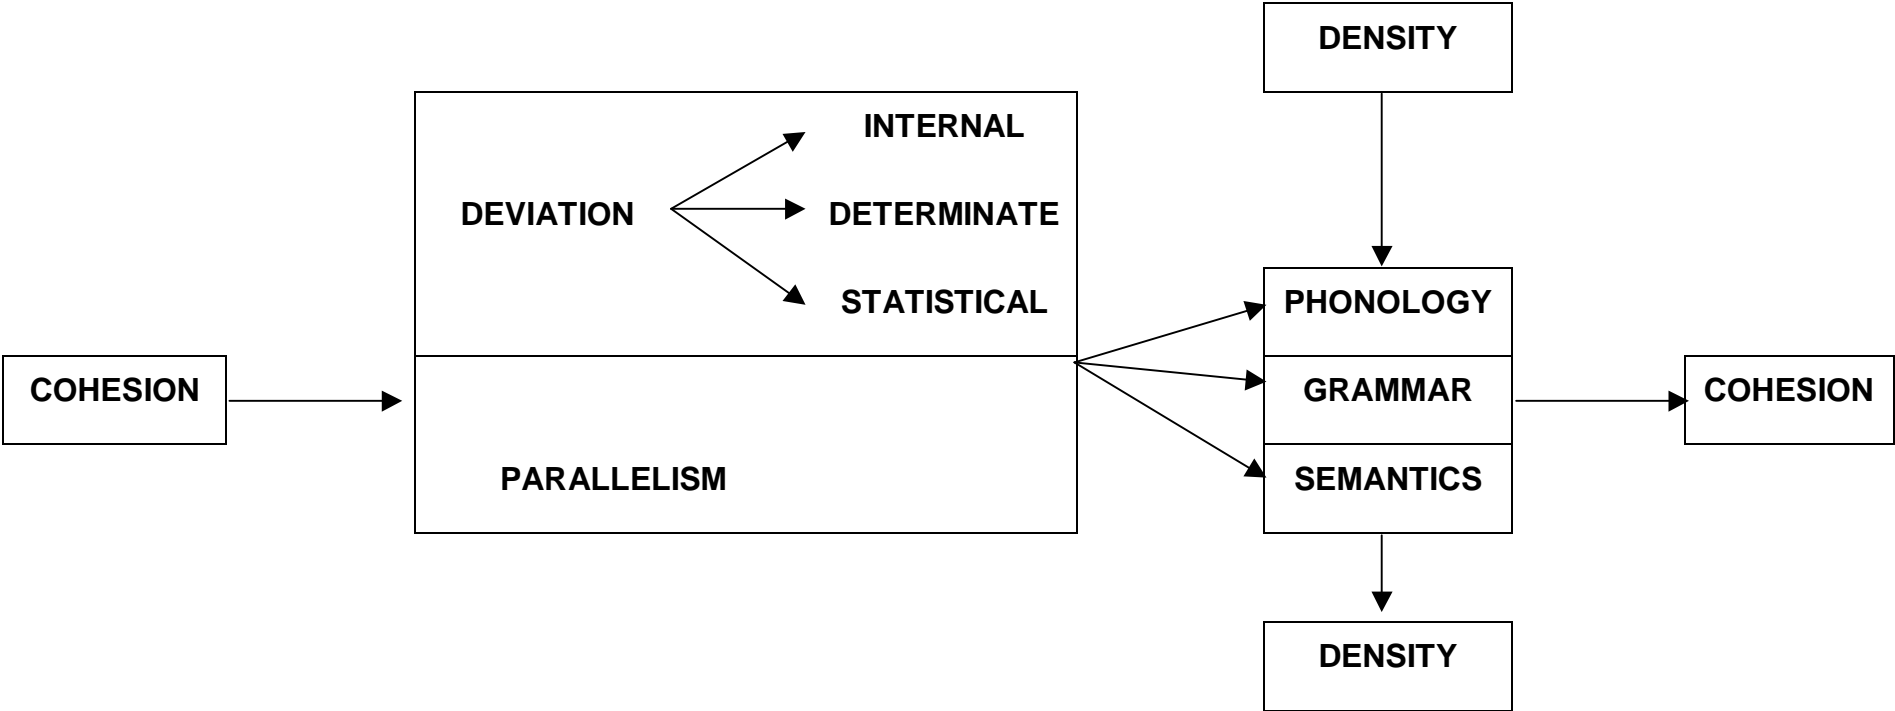 DENSITY
INTERNAL
DEVIATION DETERMINATE
STATISTICAL PHONOLOGY
COHESION GRAMMAR COHESION
PARALLELISM SEMANTICS
DENSITY